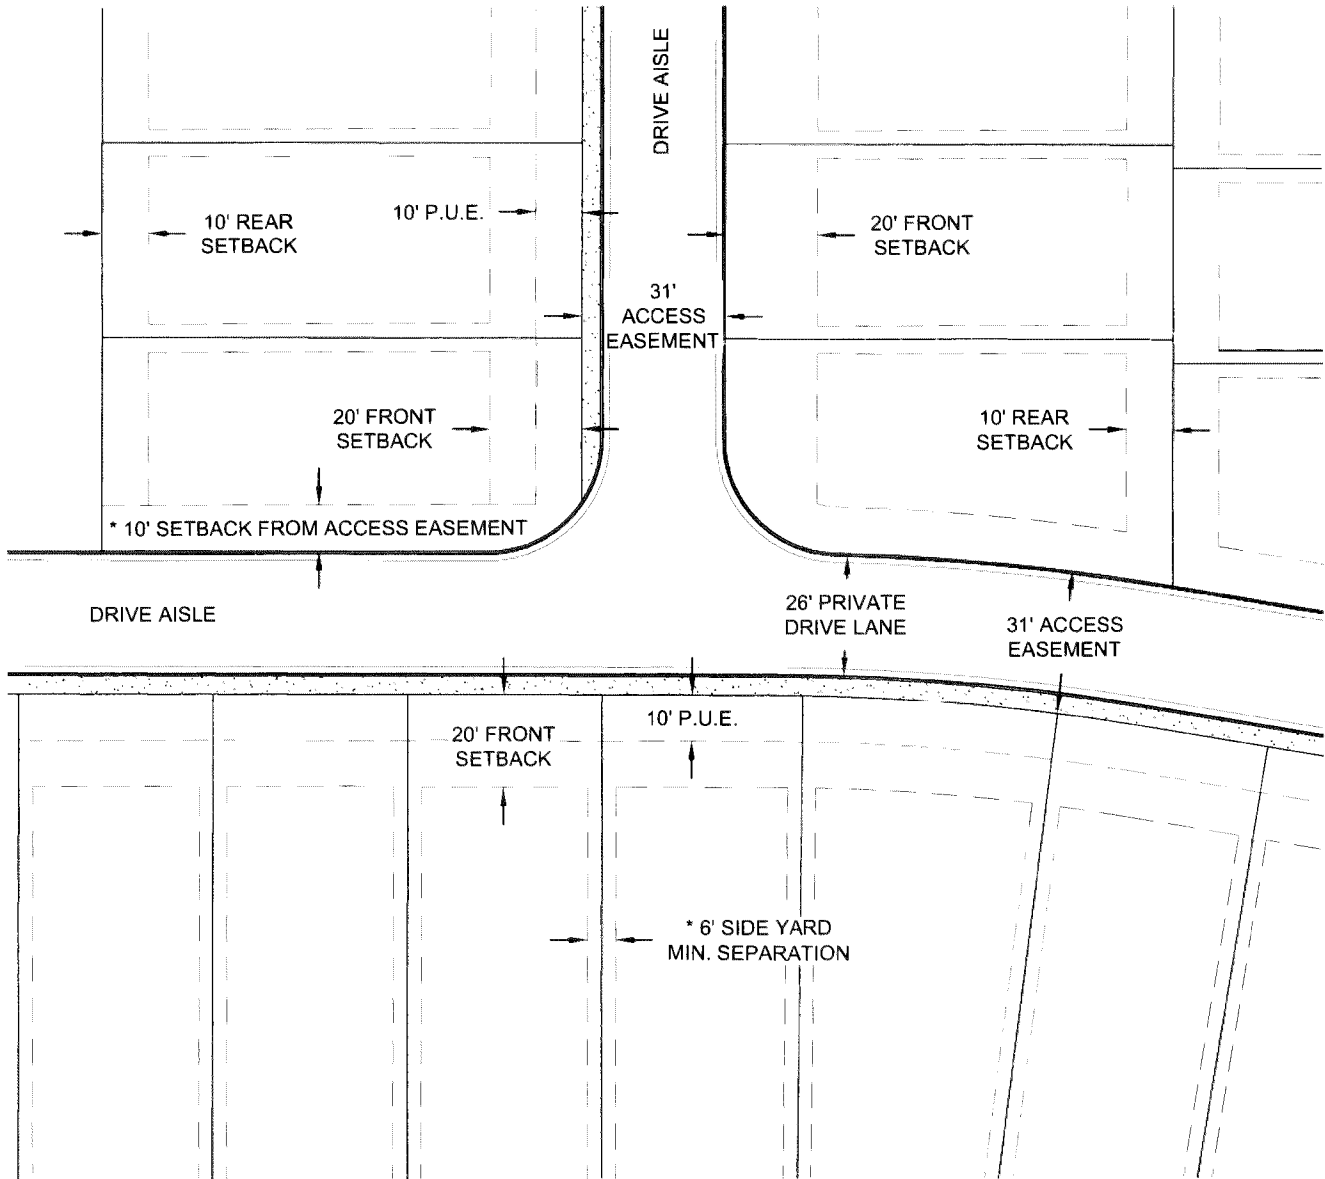 DRIVE AISLE
10' REAR
SETBACK
10' P.U.E.
20' FRONT
SETBACK
31'
ACCESS
EASEMENT
20' FRONT
SETBACK
10' REAR
SETBACK
* 10' SETBACK FROM ACCESS EASEMENT
DRIVE AISLE
26' PRIVATE
DRIVE LANE
31' ACCESS
EASEMENT
20' FRONT
SETBACK
10' P.U.E.
* 6' SIDE YARD
MIN. SEPARATION